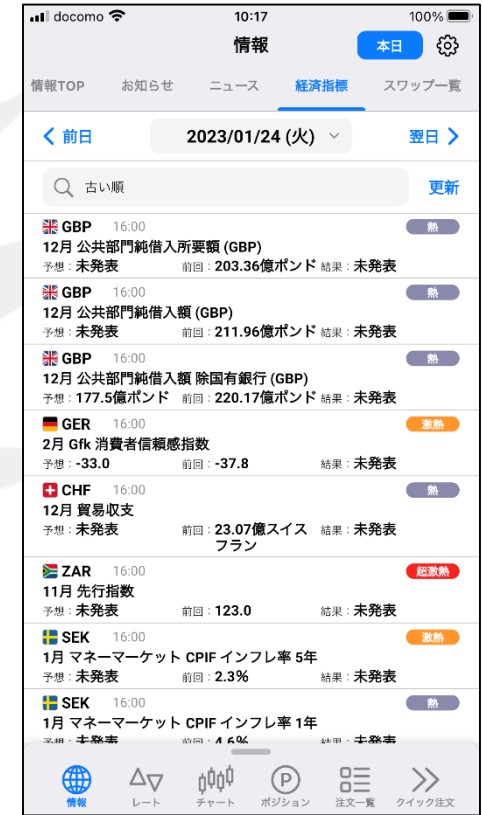 docomo 10:17 100%
情報 本日
情報TOP お知らせ ニュース 経済指標 スワップ一覧
前日 2023/01/24 (火) 翌日
古い順 更新
GBP 16:00 熱
12月 公共部門純借入所要額 (GBP)
予想：未発表 前回：203.36億ポンド 結果：未発表
GBP 16:00 熱
12月 公共部門純借入額 (GBP)
予想：未発表 前回：211.96億ポンド 結果：未発表
GBP 16:00 熱
12月 公共部門純借入額 除国有銀行 (GBP)
予想：177.5億ポンド 前回：220.17億ポンド 結果：未発表
GER 16:00 激熱
2月 Gfk 消費者信頼感指数
予想：-33.0 前回：-37.8 結果：未発表
CHF 16:00 熱
12月 貿易収支
予想：未発表 前回：23.07億スイス 結果：未発表
フラン
ZAR 16:00 超激熱
11月 先行指数
予想：未発表 前回：123.0 結果：未発表
SEK 16:00 激熱
1月 マネーマーケット CPIF インフレ率 5年
予想：未発表 前回：2.3% 結果：未発表
SEK 16:00 熱
1月 マネーマーケット CPIF インフレ率 1年
予想：未発表 前回：4.6% 結果：未発表
情報 レート チャート ポジション 注文一覧 クイック注文